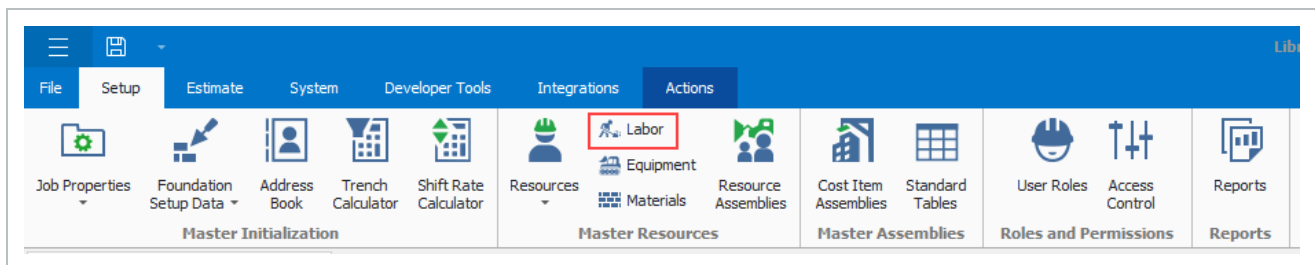 Libr
File Setup Estimate System Developer Tools Integrations Actions
Labor
Equipment
Materials
Job Properties Foundation Setup Data Address Book Trench Calculator Shift Rate Calculator Resources Resource Assemblies Cost Item Assemblies Standard Tables User Roles Access Control Reports
Master Initialization Master Resources Master Assemblies Roles and Permissions Reports